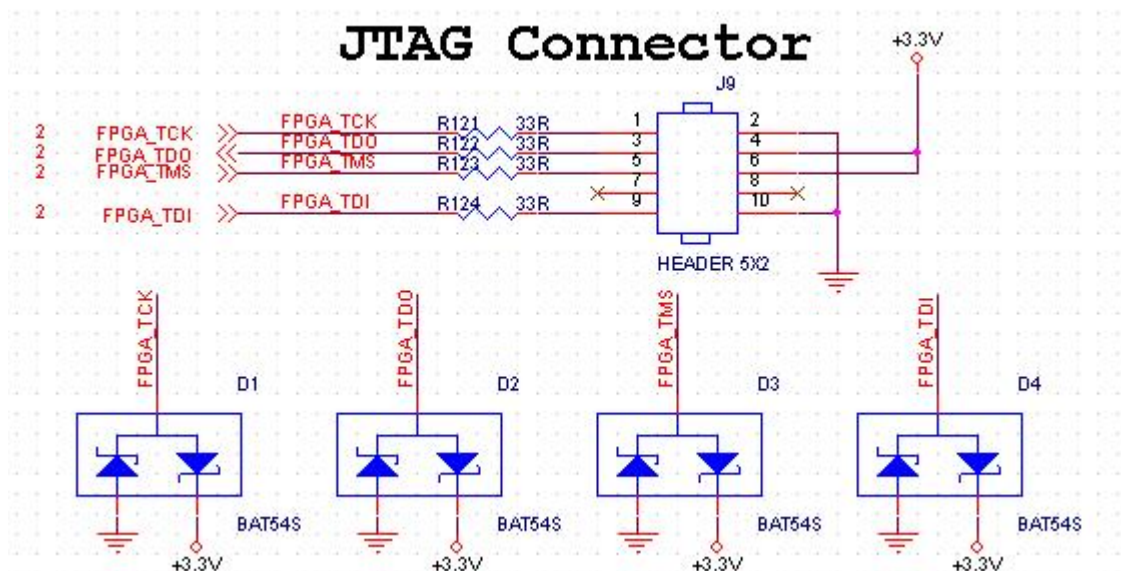 JTAG Connector
+3.3V
J9
2 FPGA_TCK FPGA_TCK R121 33R 1 2
2 FPGA_TDO FPGA_TDO R122 33R 3 4
2 FPGA_TMS FPGA_TMS R123 33R 5 6
7 8
2 FPGA_TDI FPGA_TDI R124 33R 9 10
HEADER 5X2
FPGA_TCK FPGA_TDO FPGA_TMS FPGA_TDI
D1 D2 D3 D4
BAT54S BAT54S BAT54S BAT54S
+3.3V +3.3V +3.3V +3.3V